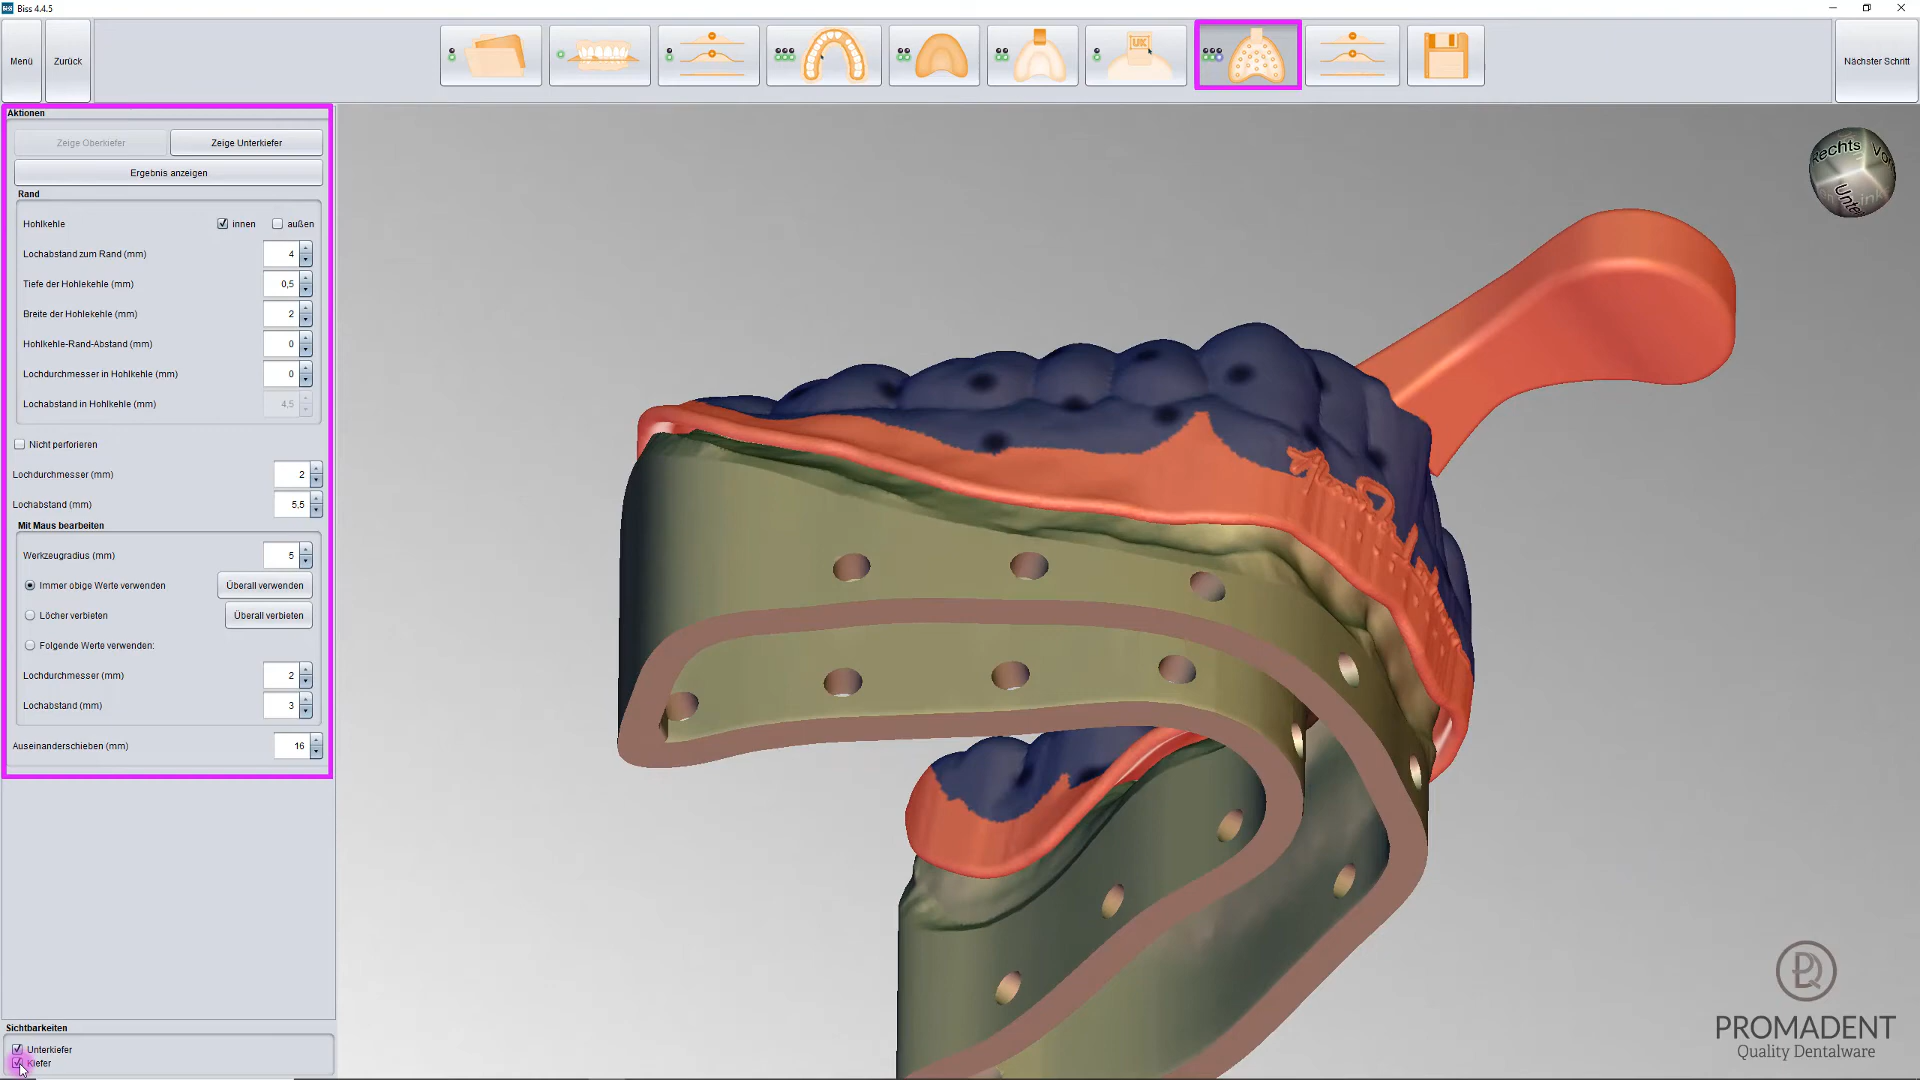 Biss 4.4.5
Menü
Zurück
UK
Nächster Schritt
Aktionen
Zeige Oberkiefer
Zeige Unterkiefer
Ergebnis anzeigen
Rand
Hohlkehle
innen
außen
Lochabstand zum Rand (mm)
4
Tiefe der Hohlekehle (mm)
0,5
Breite der Hohlekehle (mm)
2
Hohlkehle-Rand-Abstand (mm)
0
Lochdurchmesser in Hohlkehle (mm)
0
Lochabstand in Hohlkehle (mm)
4,5
Nicht perforieren
Lochdurchmesser (mm)
2
Lochabstand (mm)
5,5
Mit Maus bearbeiten
Werkzeugradius (mm)
5
Immer obige Werte verwenden
Überall verwenden
Löcher verbieten
Überall verbieten
Folgende Werte verwenden:
Lochdurchmesser (mm)
2
Lochabstand (mm)
3
Auseinanderschieben (mm)
16
Sichtbarkeiten
Unterkiefer
Kiefer
Rechts
PROMADENT
Quality Dentalware